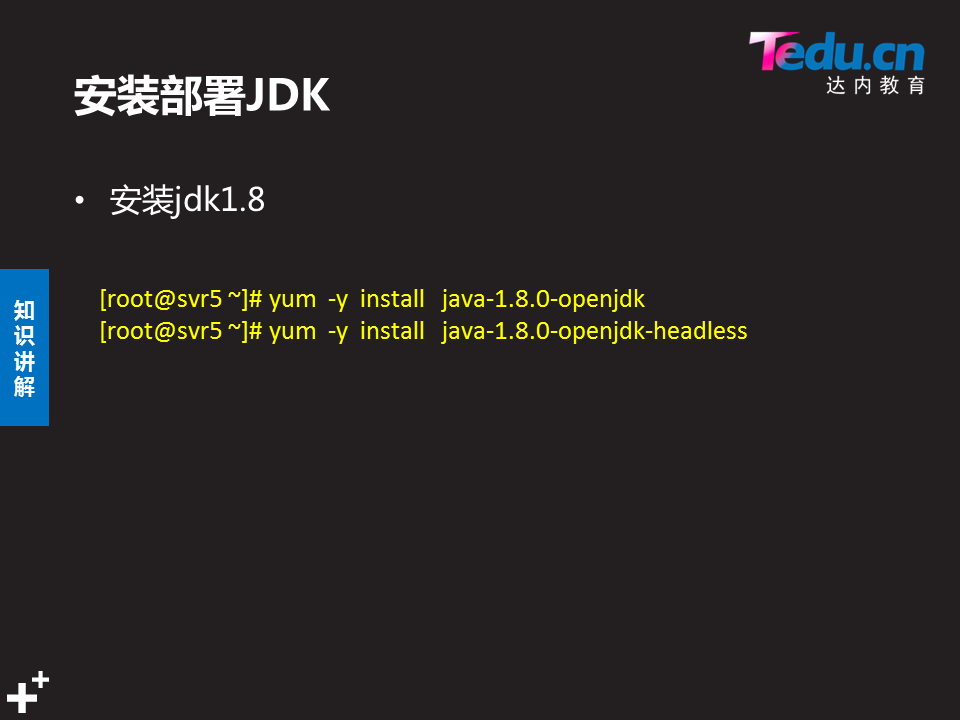 Tedu.cn
达内教育
安装部署JDK
• 安装jdk1.8
[root@svr5 ~]# yum -y install java-1.8.0-openjdk
[root@svr5 ~]# yum -y install java-1.8.0-openjdk-headless
知识讲解